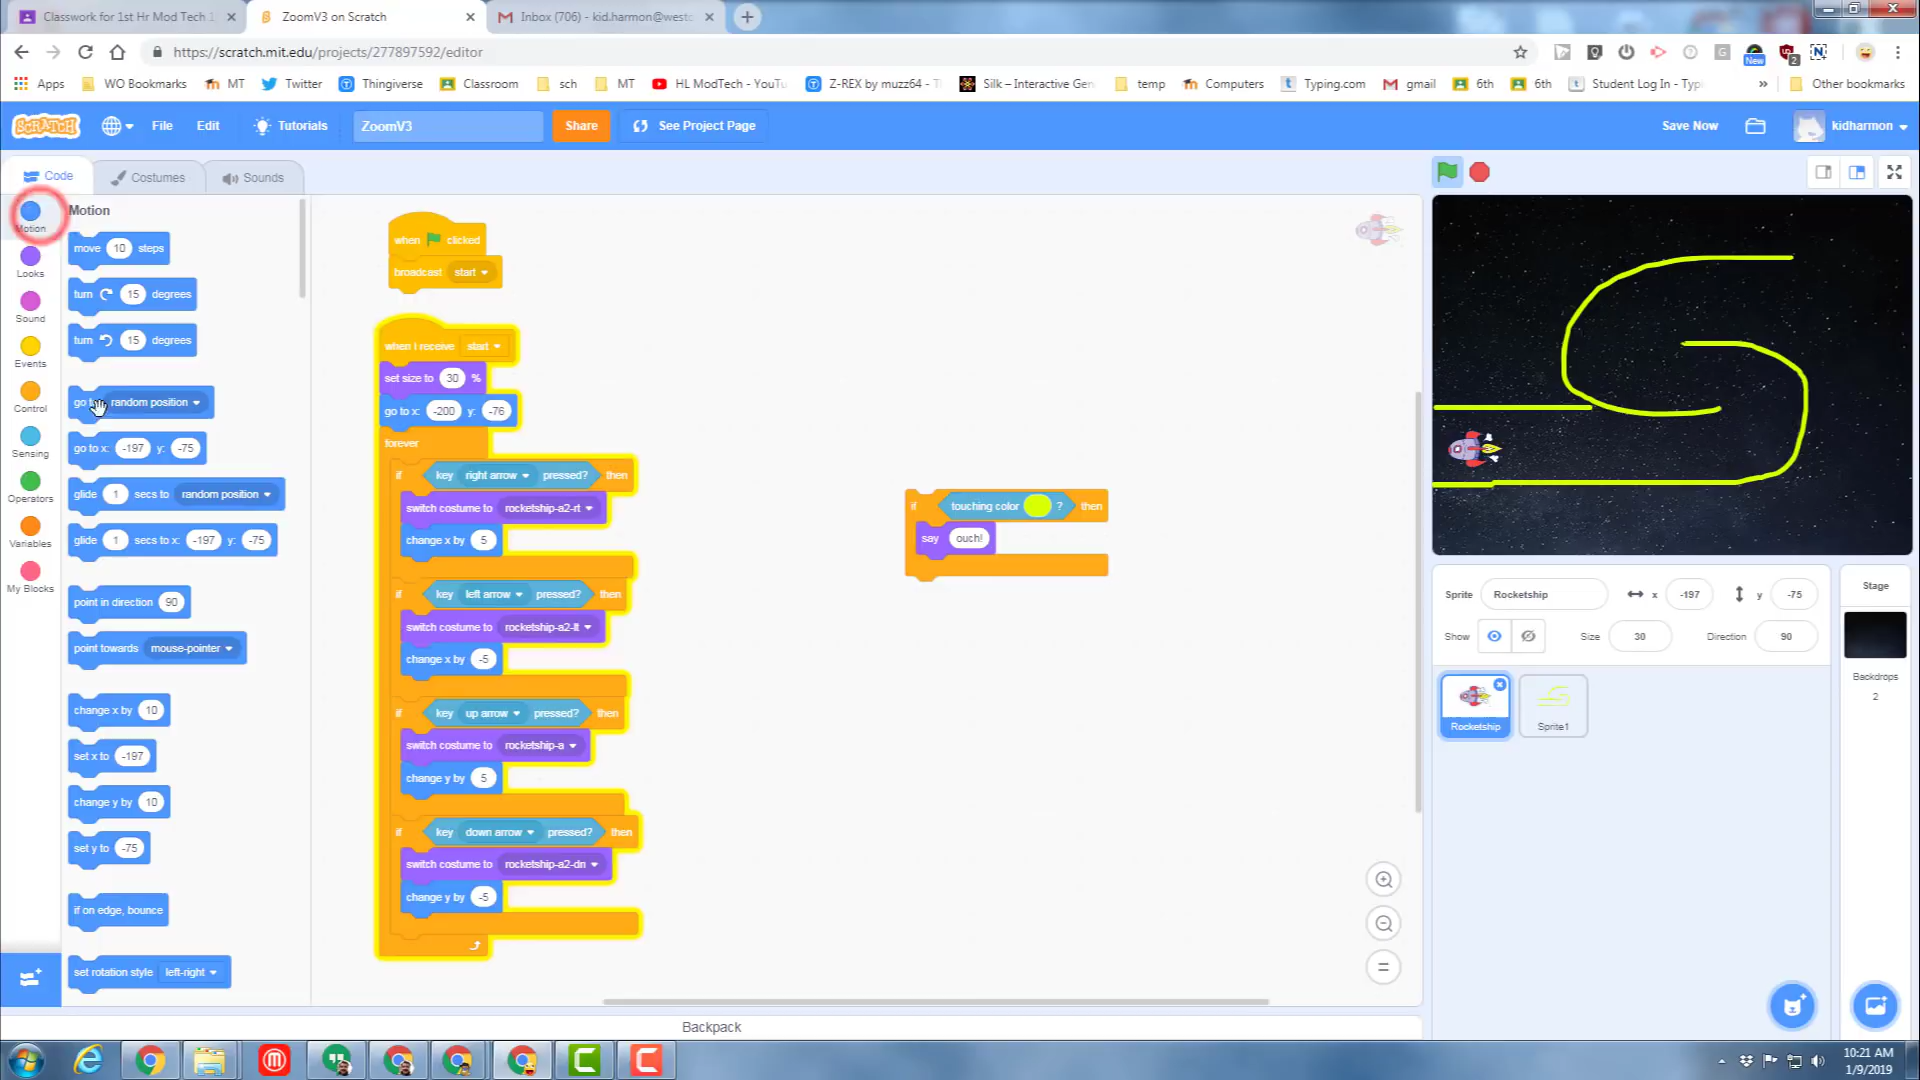 Classwork for 1st Hr Mod Tech 1
ZoomV3 on Scratch
Inbox (706) - kid.harmon@westo
https://scratch.mit.edu/projects/277897592/editor
New
2
Apps
WO Bookmarks
MT
Twitter
Thingiverse
Classroom
sch
MT
HL ModTech - YouTu
Z-REX by muzz64 - T
Silk – Interactive Gen
temp
Computers
Typing.com
gmail
6th
6th
Student Log In - Typ
Other bookmarks
SCRATCH
File
Edit
Tutorials
ZoomV3
Share
See Project Page
Save Now
kidharmon
Code
Costumes
Sounds
Motion
Looks
Sound
Events
Control
Sensing
Operators
Variables
My Blocks
Motion
move 10 steps
turn 15 degrees
turn 15 degrees
go to random position
go to x: -197 y: -75
glide 1 secs to random position
glide 1 secs to x: -197 y: -75
point in direction 90
point towards mouse-pointer
change x by 10
set x to -197
change y by 10
set y to -75
if on edge, bounce
set rotation style left-right
when clicked
broadcast start
when I receive start
set size to 30 %
go to x: -200 y: -76
forever
if key right arrow pressed? then
switch costume to rocketship-a2-rt
change x by 5
if key left arrow pressed? then
switch costume to rocketship-a2-lt
change x by -5
if key up arrow pressed? then
switch costume to rocketship-a
change y by 5
if key down arrow pressed? then
switch costume to rocketship-a2-dn
change y by -5
if touching color ? then
say ouch!
Backpack
Sprite Rocketship x -197 y -75
Show Size 30 Direction 90
Rocketship
Sprite1
Stage
Backdrops
2
10:21 AM
1/9/2019